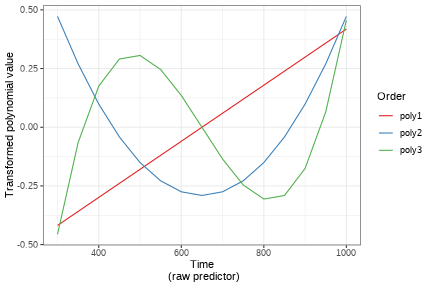 0.50
0.25
0.00
-0.25
-0.50
Transformed polynomial value
400
600
800
1000
Time
(raw predictor)
Order
poly1
poly2
poly3